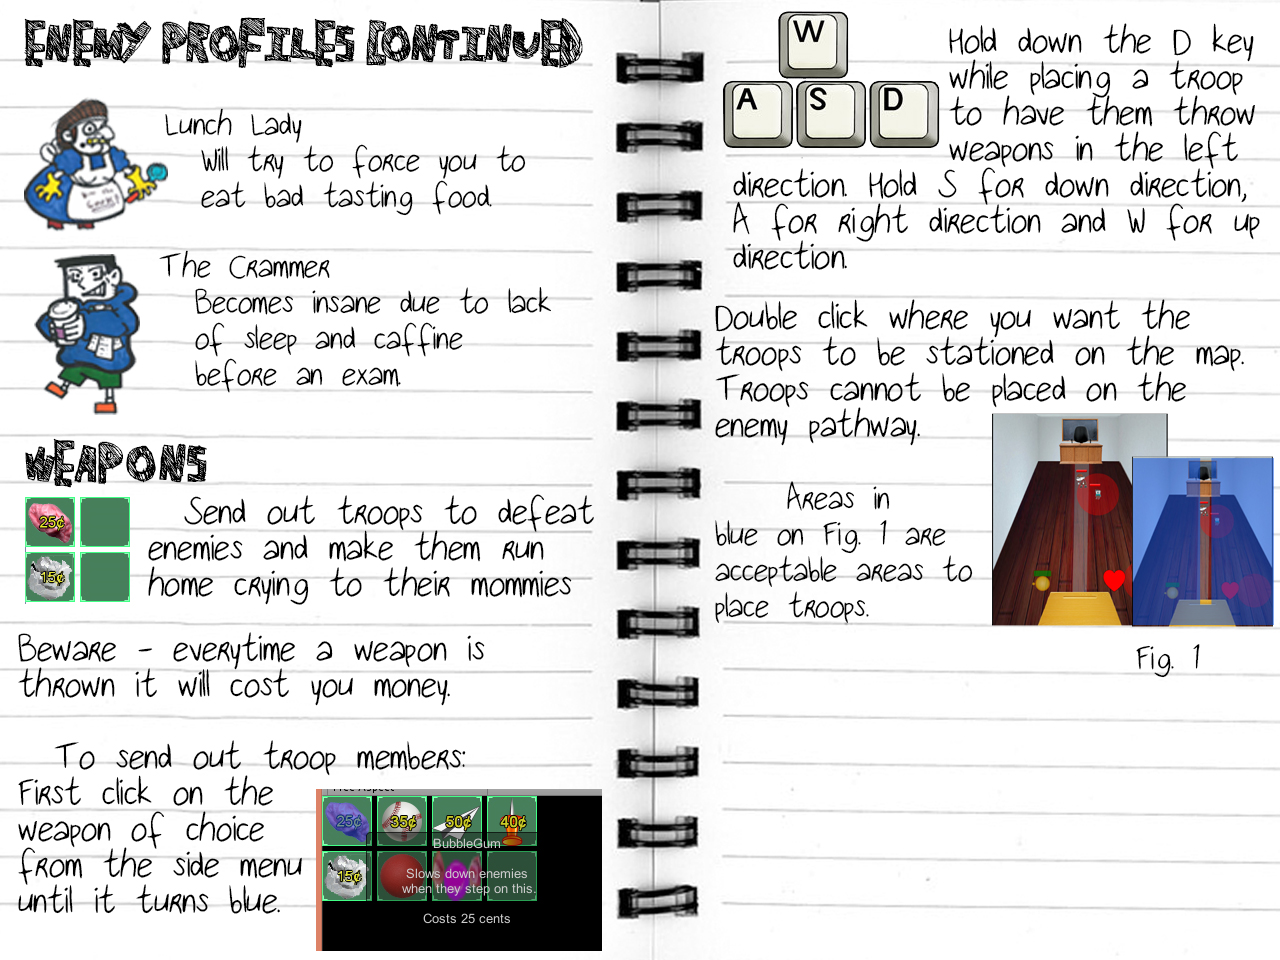 ENEMY PROFILES CONTINUED
Lunch Lady
Will try to force you to
eat bad tasting food.
The Crammer
Becomes insane due to lack
of sleep and caffine
before an exam.
WEAPONS
25¢
15¢
Send out troops to defeat
enemies and make them run
home crying to their mommies
Beware - everytime a weapon is
thrown it will cost you money.
To send out troop members:
First click on the
weapon of choice
from the side menu
until it turns blue.
25¢ 35¢ 50¢ 40¢
BubbleGum
15¢
Slows down enemies
when they step on this.
Costs 25 cents
W
A S D
Hold down the D key
while placing a troop
to have them throw
weapons in the left
direction. Hold S for down direction,
A for right direction and W for up
direction.
Double click where you want the
troops to be stationed on the map.
Troops cannot be placed on the
enemy pathway.
Areas in
blue on Fig. 1 are
acceptable areas to
place troops.
Fig. 1